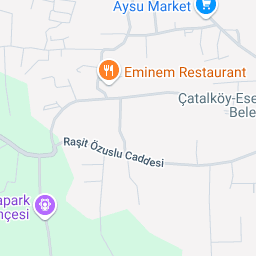 Aysu Market
Eminem Restaurant
Çatalköy-Ese
Bele
Raşit Özuslu Caddesi
apark
nçesi